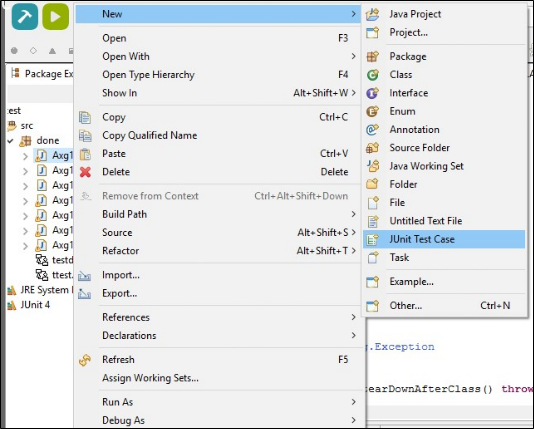 New
Open F3
Open With
Open Type Hierarchy F4
Show In Alt+Shift+W
Copy Ctrl+C
Copy Qualified Name
Paste Ctrl+V
Delete Delete
Remove from Context Ctrl+Alt+Shift+Down
Build Path
Source Alt+Shift+S
Refactor Alt+Shift+T
Import...
Export...
References
Declarations
Refresh F5
Assign Working Sets...
Run As
Debug As
Java Project
Project...
Package
Class
Interface
Enum
Annotation
Source Folder
Java Working Set
Folder
File
Untitled Text File
JUnit Test Case
Task
Example...
Other... Ctrl+N
Package Ex
test
src
done
Axg1
Axg1
Axg1
Axg1
Axg1
Axg1
testd
ttest.
JRE System
JUnit 4
g.Exception
earDownAfterClass() throw